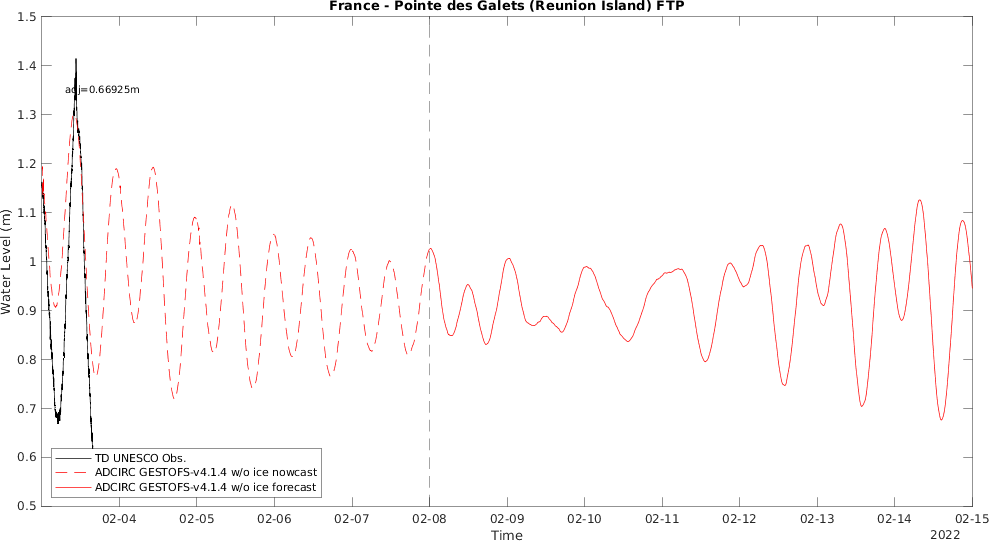 France - Pointe des Galets (Reunion Island) FTP
1.5
1.4
1.3
1.2
1.1
1
0.9
0.8
0.7
0.6
0.5
Water Level (m)
adj=0.66925m
TD UNESCO Obs.
ADCIRC GESTOFS-v4.1.4 w/o ice nowcast
ADCIRC GESTOFS-v4.1.4 w/o ice forecast
02-04 02-05 02-06 02-07 02-08 02-09 02-10 02-11 02-12 02-13 02-14 02-15
Time
2022